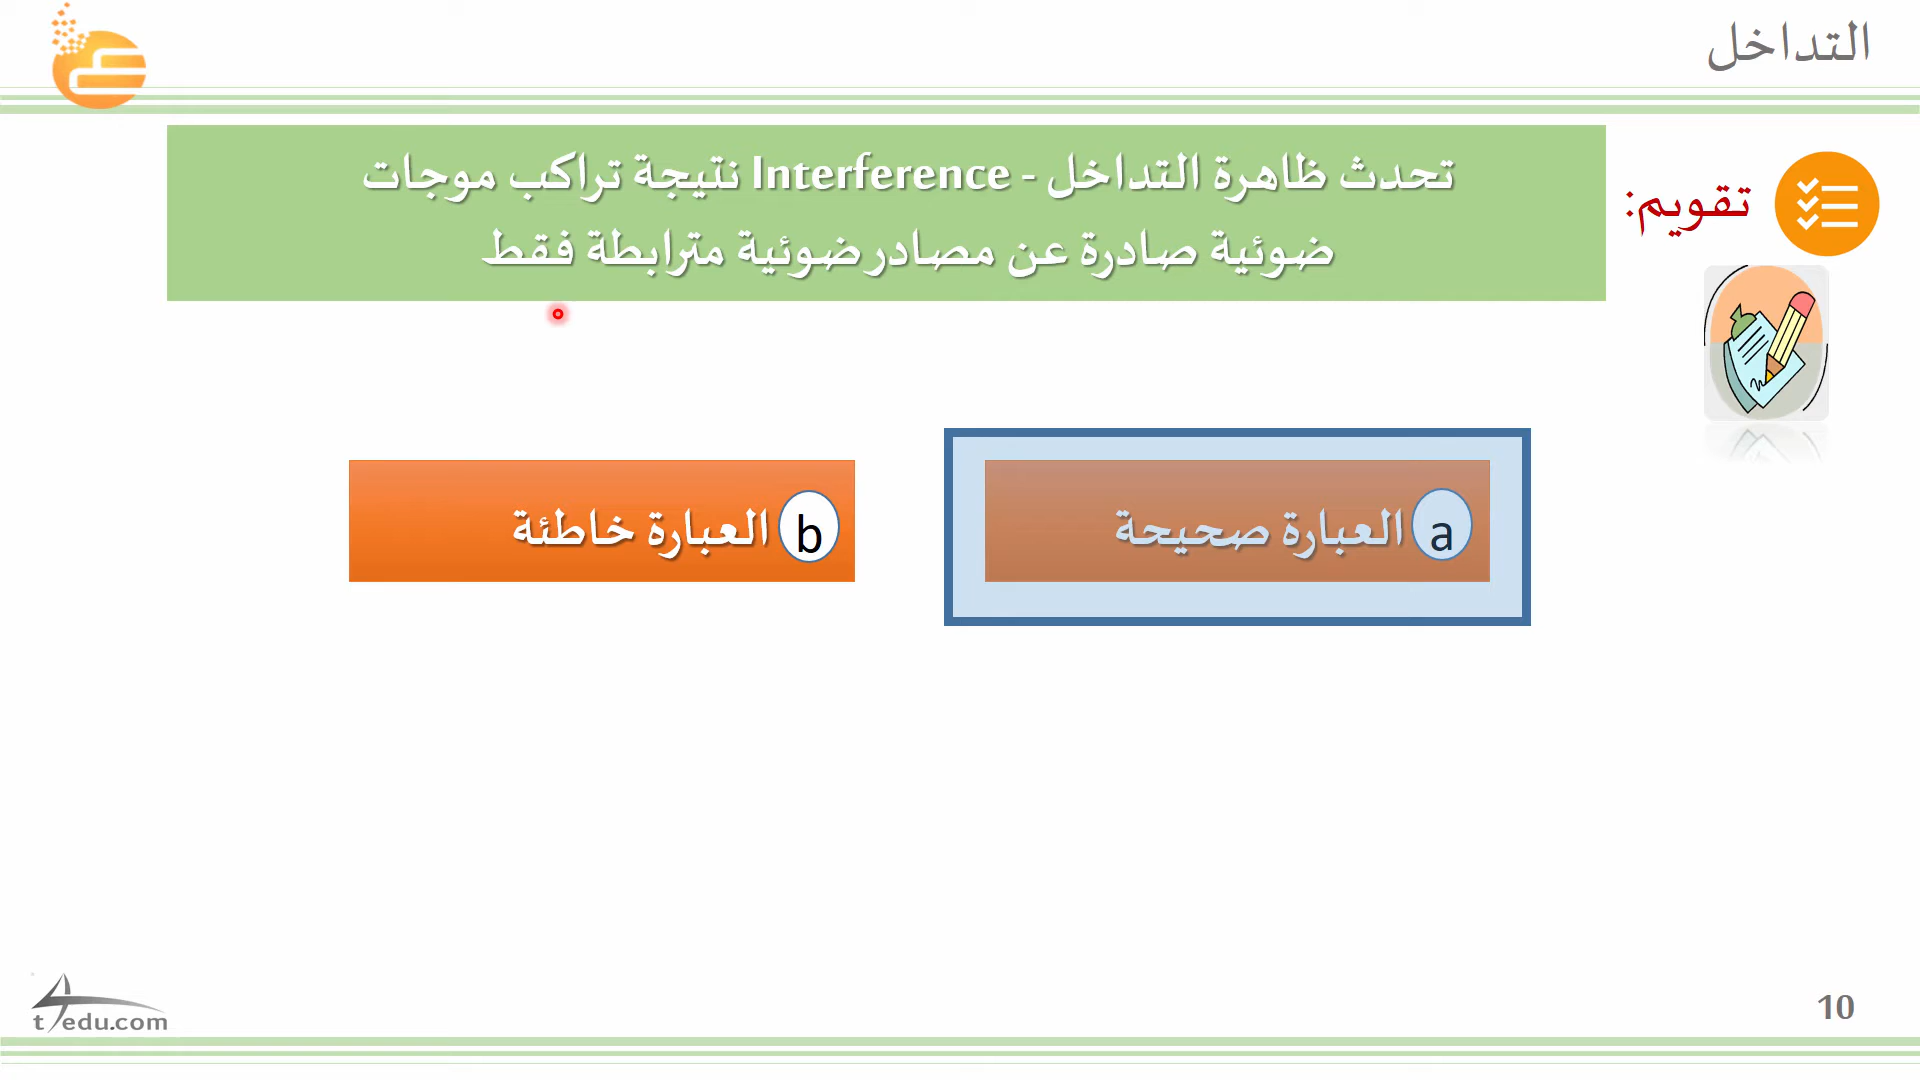 التداخل
تقويم:
تحدث ظاهرة التداخل - Interference نتيجة تراكب موجات
ضوئية صادرة عن مصادر ضوئية مترابطة فقط
a العبارة صحيحة
b العبارة خاطئة
t4edu.com
10